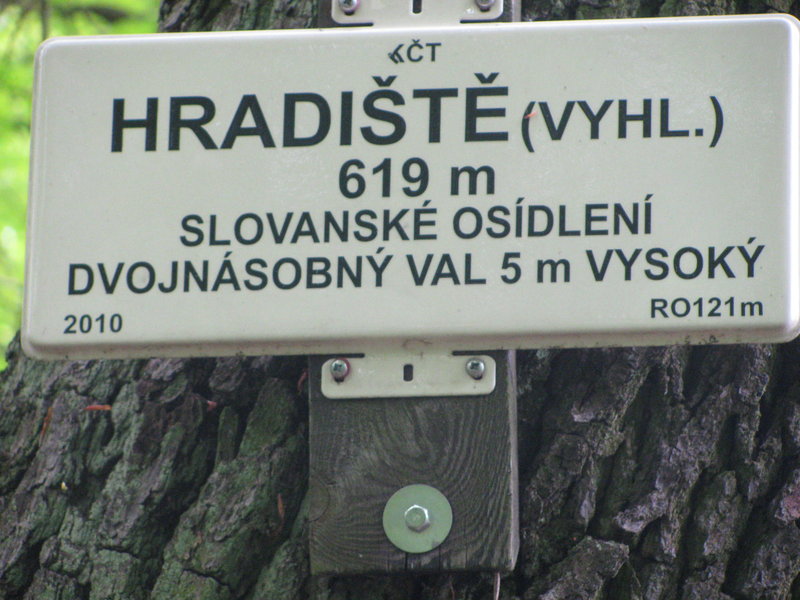 KČT
HRADIŠTĚ (VYHL.)
619 m
SLOVANSKÉ OSÍDLENÍ
DVOJNÁSOBNÝ VAL 5 m VYSOKÝ
2010 RO121m